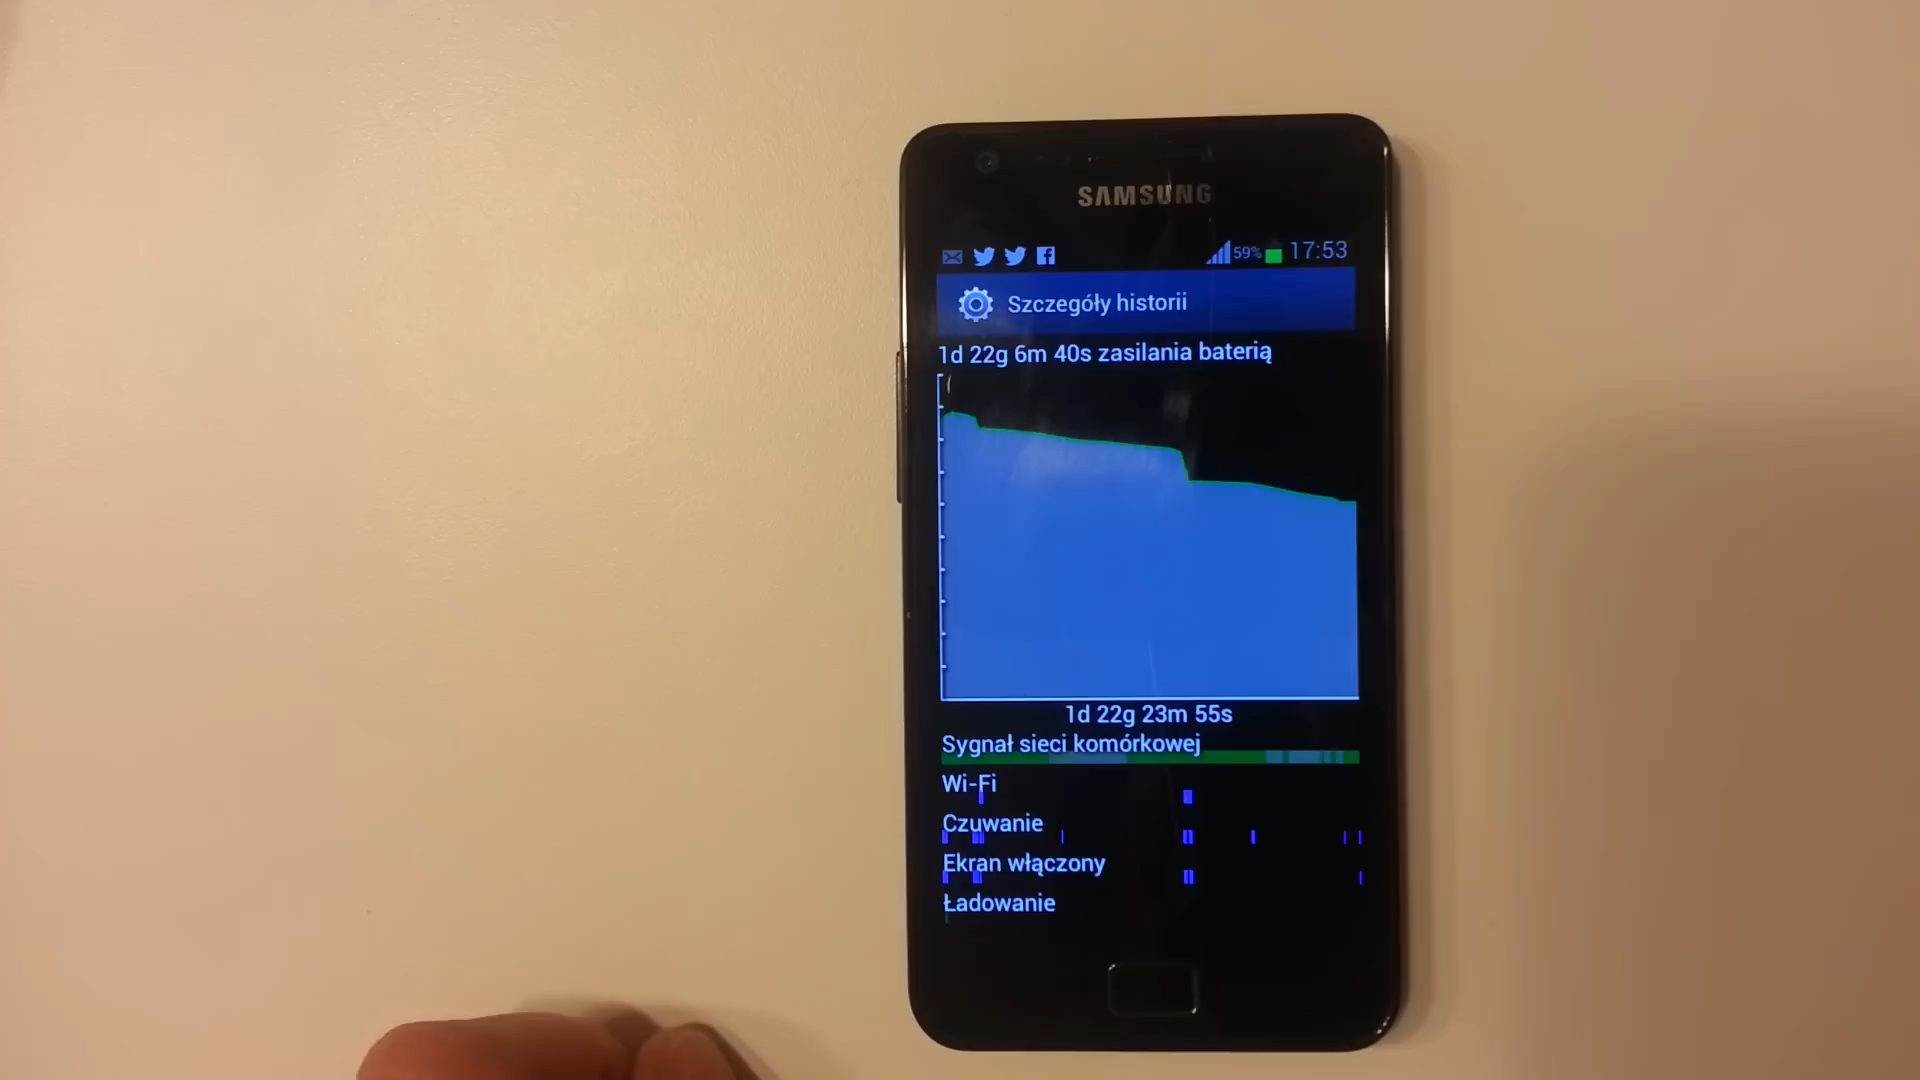 SAMSUNG
59% 17:53
Szczegóły historii
1d 22g 6m 40s zasilania baterią
1d 22g 23m 55s
Sygnał sieci komórkowej
Wi-Fi
Czuwanie
Ekran włączony
Ładowanie